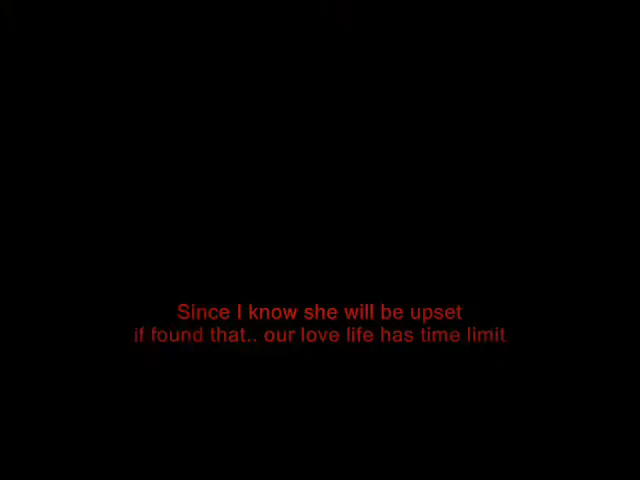 Since I know she will be upset
if found that.. our love life has time limit